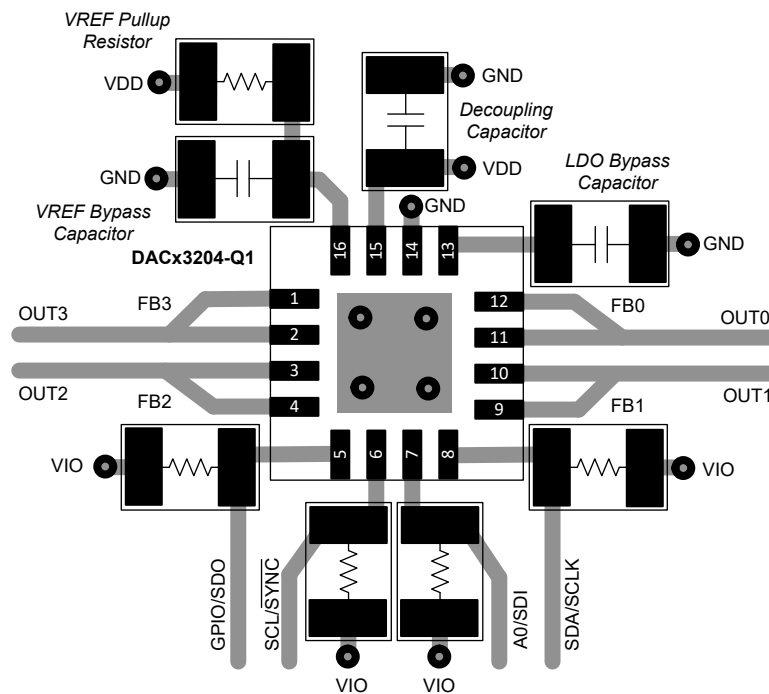 VREF Pullup
Resistor
VDD
GND
Decoupling
Capacitor
VDD
GND
GND
VREF Bypass
Capacitor
LDO Bypass
Capacitor
GND
DACx3204-Q1
16
15
14
13
1
2
3
4
12
11
10
9
5
6
7
8
FB3
OUT3
OUT2
FB2
FB0
OUT0
OUT1
FB1
VIO
VIO
GPIO/SDO
SCL/SYNC
A0/SDI
SDA/SCLK
VIO
VIO